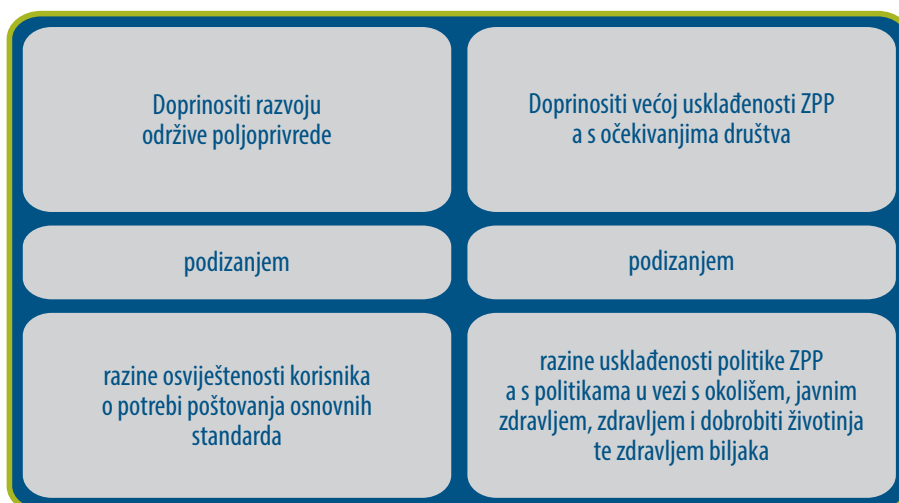 Doprinositi razvoju
održive poljoprivrede
podizanjem
razine osviještenosti korisnika
o potrebi poštovanja osnovnih
standarda
Doprinositi većoj usklađenosti ZPP
a s očekivanjima društva
podizanjem
razine usklađenosti politike ZPP
a s politikama u vezi s okolišem, javnim
zdravljem, zdravljem i dobrobiti životinja
te zdravljem biljaka